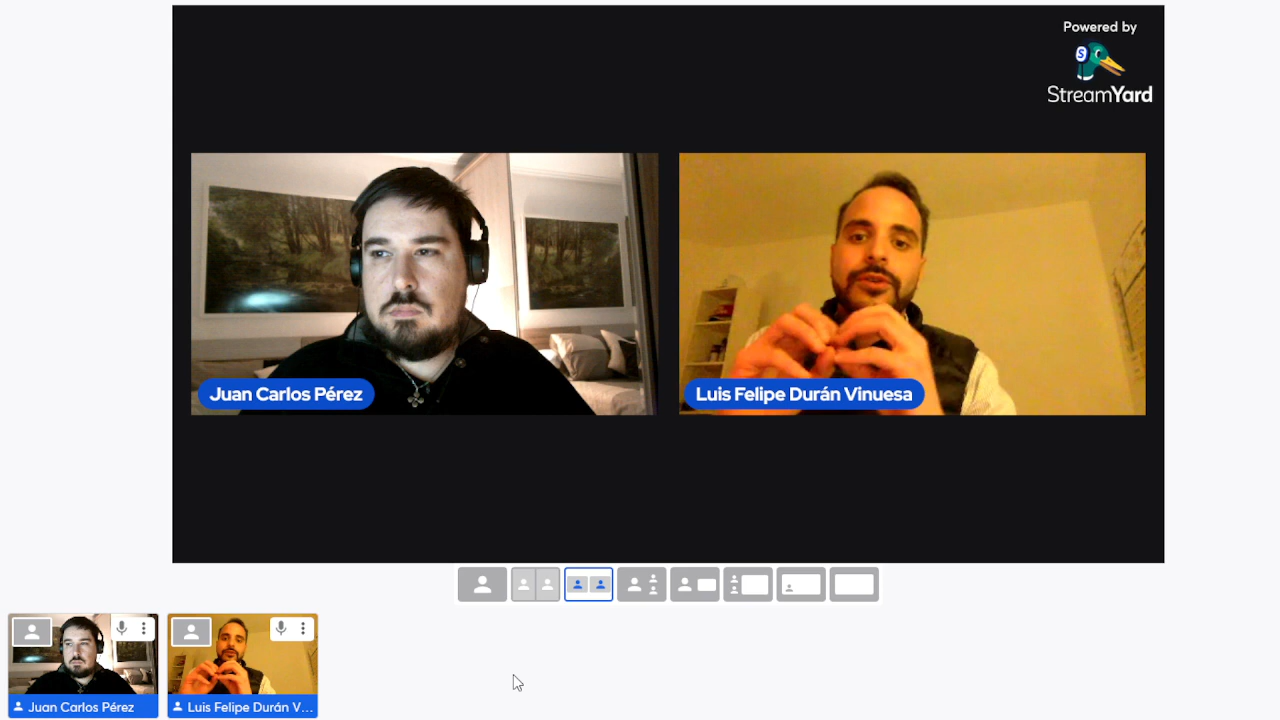 Powered by
S
StreamYard
Juan Carlos Pérez
Luis Felipe Durán Vinuesa
Juan Carlos Pérez
Luis Felipe Durán V...